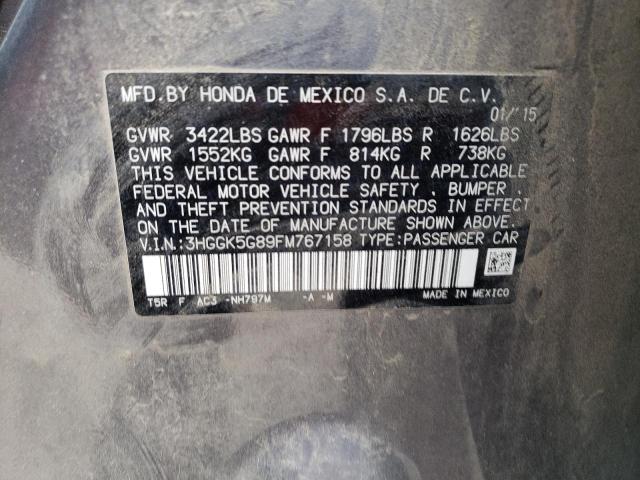 MFD.BY HONDA DE MEXICO S.A. DE C.V.
01/'15
GVWR 3422LBS GAWR F 1796LBS R 1626LBS
GVWR 1552KG GAWR F 814KG R 738KG
THIS VEHICLE CONFORMS TO ALL APPLICABLE
FEDERAL MOTOR VEHICLE SAFETY , BUMPER ,
AND THEFT PREVENTION STANDARDS IN EFFECT
ON THE DATE OF MANUFACTURE SHOWN ABOVE.
V.I.N.:3HGGK5G89FM767158 TYPE:PASSENGER CAR
T5R F AC3 -NH797M -A -M MADE IN MEXICO